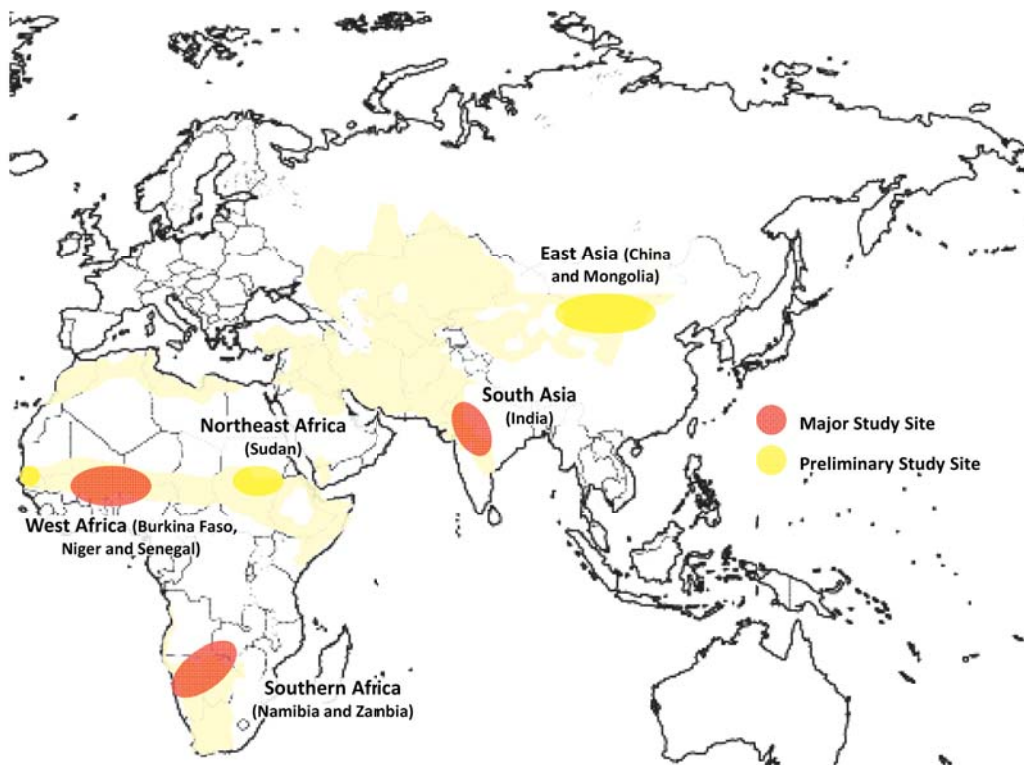 East Asia (China
and Mongolia)
South Asia
(India)
Northeast Africa
(Sudan)
Major Study Site
Preliminary Study Site
West Africa (Burkina Faso,
Niger and Senegal)
Southern Africa
(Namibia and Zambia)